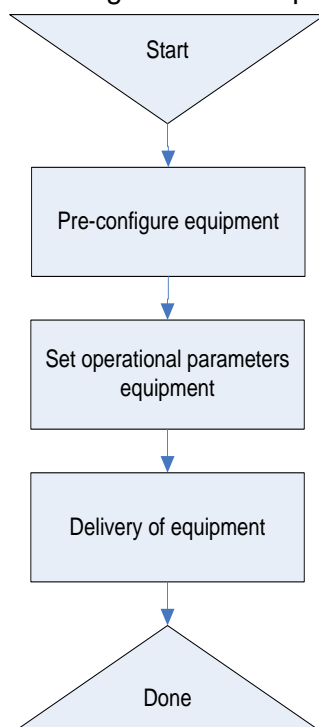 Start
Pre-configure equipment
Set operational parameters
equipment
Delivery of equipment
Done